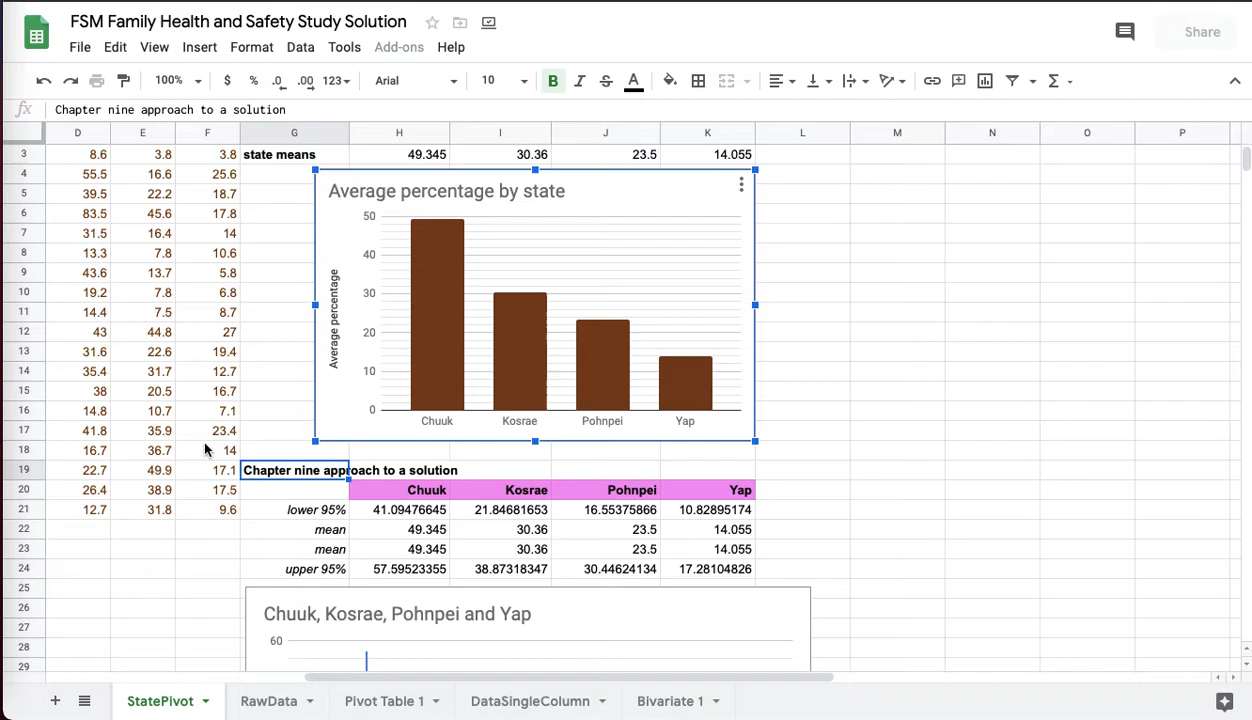 FSM Family Health and Safety Study Solution
Share
File Edit View Insert Format Data Tools Add-ons Help
100% $ % .0 .00 123 Arial 10 B I S A
fx Chapter nine approach to a solution
D E F G H I J K L M N O P
3 8.6 3.8 3.8 state means 49.345 30.36 23.5 14.055
4 55.5 16.6 25.6
5 39.5 22.2 18.7
6 83.5 45.6 17.8
7 31.5 16.4 14
8 13.3 7.8 10.6
9 43.6 13.7 5.8
10 19.2 7.8 6.8
11 14.4 7.5 8.7
12 43 44.8 27
13 31.6 22.6 19.4
14 35.4 31.7 12.7
15 38 20.5 16.7
16 14.8 10.7 7.1
17 41.8 35.9 23.4
18 16.7 36.7 14
Average percentage by state
Average percentage
50
40
30
20
10
0
Chuuk Kosrae Pohnpei Yap
19 22.7 49.9 17.1 Chapter nine approach to a solution
20 26.4 38.9 17.5 Chuuk Kosrae Pohnpei Yap
21 12.7 31.8 9.6 lower 95% 41.09476645 21.84681653 16.55375866 10.82895174
22 mean 49.345 30.36 23.5 14.055
23 mean 49.345 30.36 23.5 14.055
24 upper 95% 57.59523355 38.87318347 30.44624134 17.28104826
25
26
27
28
29
Chuuk, Kosrae, Pohnpei and Yap
60
StatePivot RawData Pivot Table 1 DataSingleColumn Bivariate 1